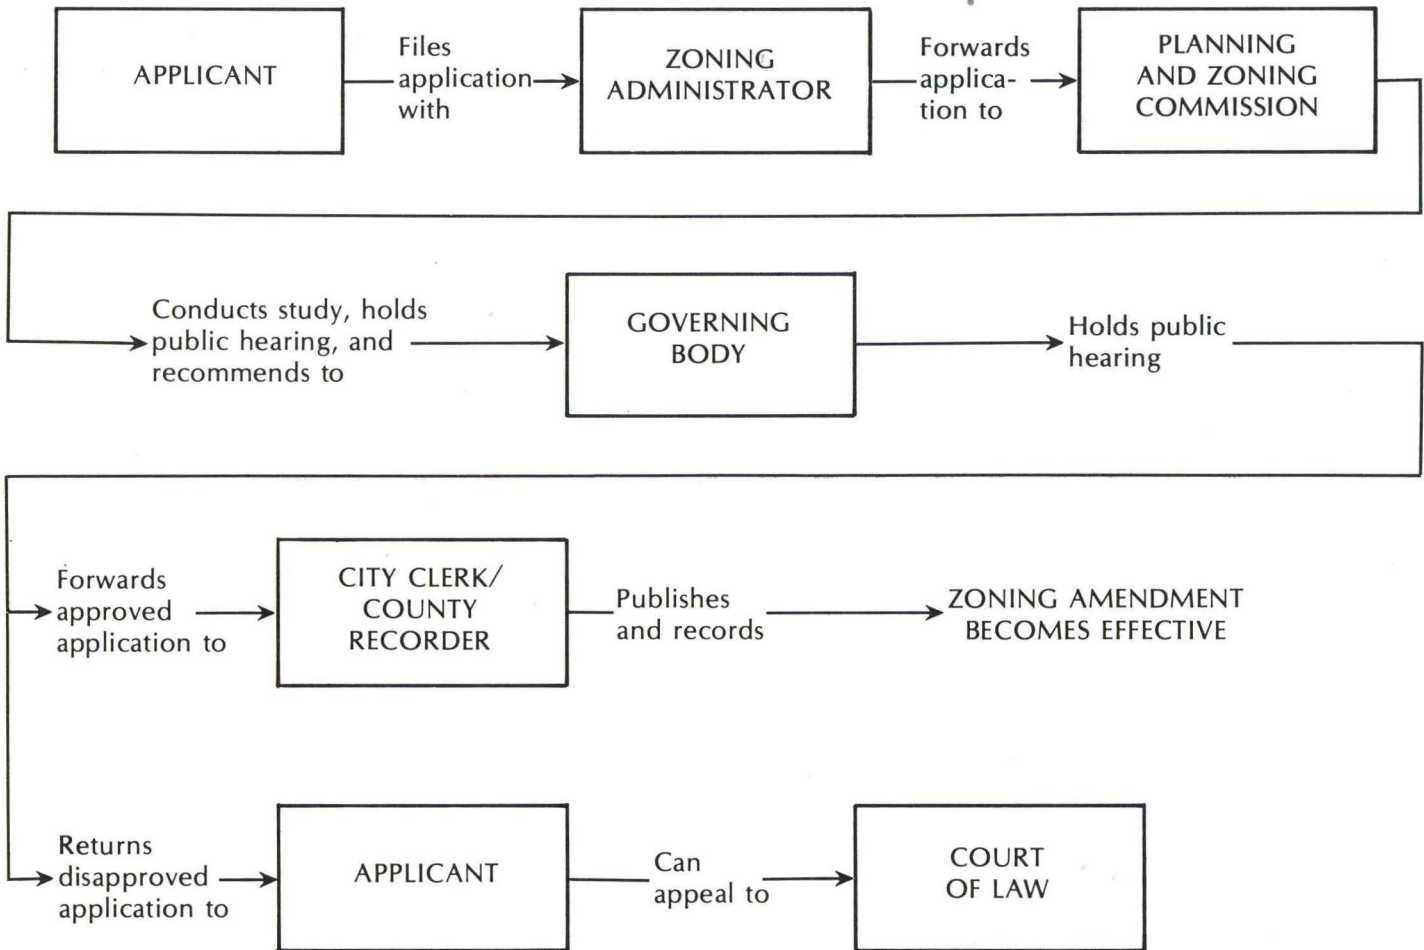 APPLICANT
Files
application
with
ZONING
ADMINISTRATOR
Forwards
applica-
tion to
PLANNING
AND ZONING
COMMISSION
Conducts study, holds
public hearing, and
recommends to
GOVERNING
BODY
Holds public
hearing
Forwards
approved
application to
CITY CLERK/
COUNTY
RECORDER
Publishes
and records
ZONING AMENDMENT
BECOMES EFFECTIVE
Returns
disapproved
application to
APPLICANT
Can
appeal to
COURT
OF LAW